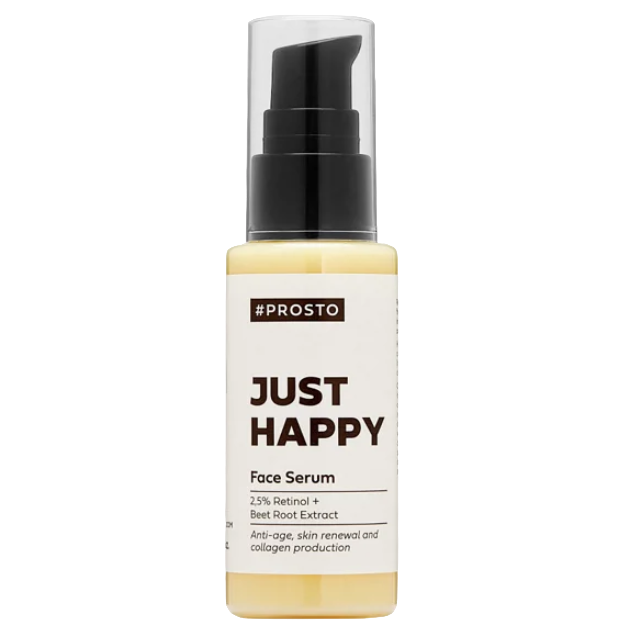 #PROSTO
JUST
HAPPY
Face Serum
2,5% Retinol +
Beet Root Extract
Anti-age, skin renewal and
collagen production